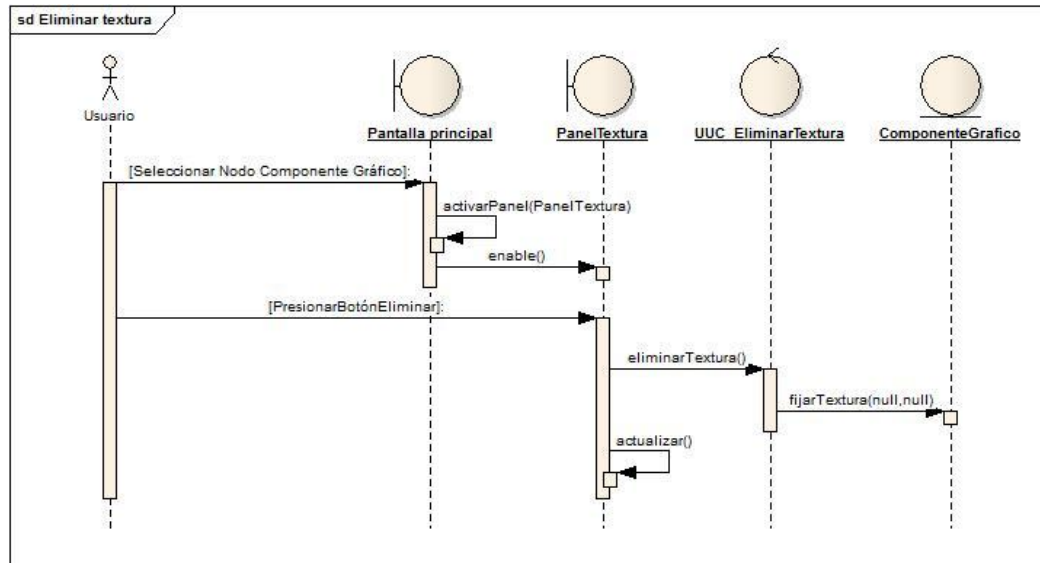 sd Eliminar textura
Usuario
Pantalla principal
PanelTextura
UUC_EliminarTextura
ComponenteGrafico
[Seleccionar Nodo Componente Gráfico]:
activarPanel(PanelTextura)
enable()
[PresionarBotónEliminar]:
eliminarTextura()
fijarTextura(null,null)
actualizar()